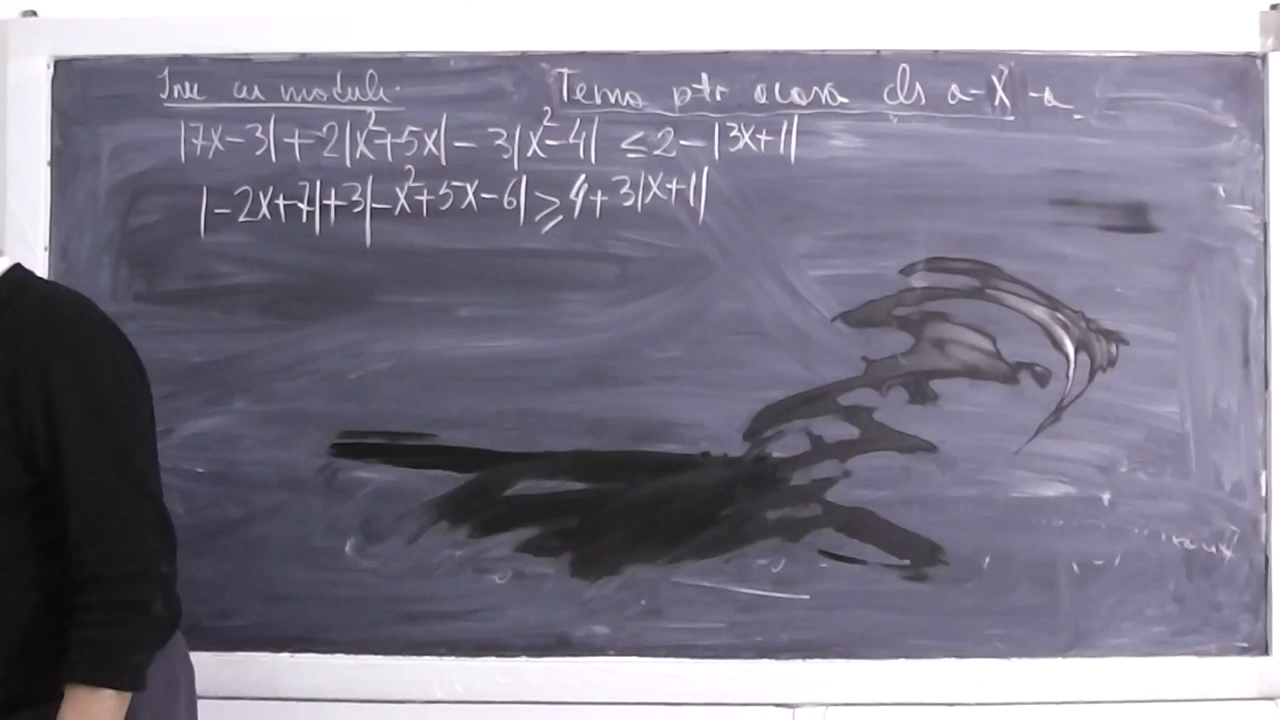 Inec cu module. Tema ptr acasa cls a-X-a
|7x-3|+2|x²+5x|-3|x²-4| ≤2-|3x+1|
|-2x+7|+3|-x²+5x-6|≥4+3|x+1|